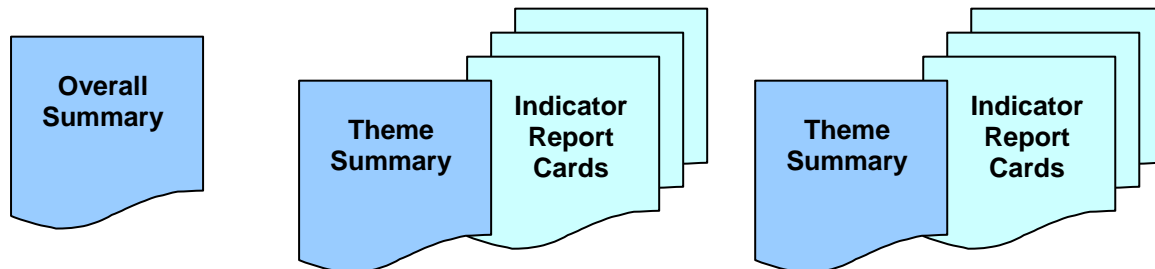 Overall
Summary
Theme
Summary
Indicator
Report
Cards
Theme
Summary
Indicator
Report
Cards